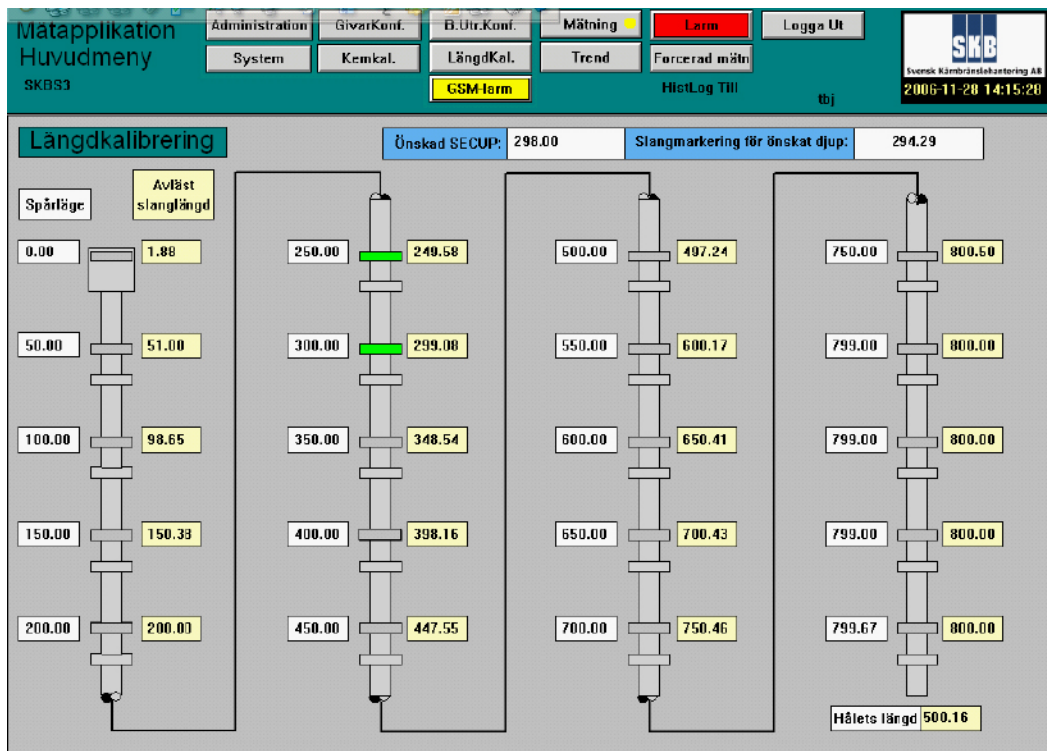 Mätapplikation
Huvudmeny
SKBS3
Administration GivarKonf. B.Utr.Konf. Mätning Larm Logga Ut
System Kemkal. LängdKal. Trend Forcerad mätn
GSM-larm HistLog Till tbj
SKB
Svensk Kärnbränslehantering AB
2006-11-28 14:15:28
Längdkalibrering
Önskad SECUP: 298.00 Slangmarkering för önskat djup: 294.29
Spårläge
Avläst
slanglängd
0.00 1.88 250.00 249.58 500.00 497.24 750.00 800.50
50.00 51.00 300.00 299.08 550.00 600.17 799.00 800.00
100.00 98.65 350.00 348.54 600.00 650.41 799.00 800.00
150.00 150.38 400.00 398.16 650.00 700.43 799.00 800.00
200.00 200.00 450.00 447.55 700.00 750.46 799.67 800.00
Hålets längd 500.16